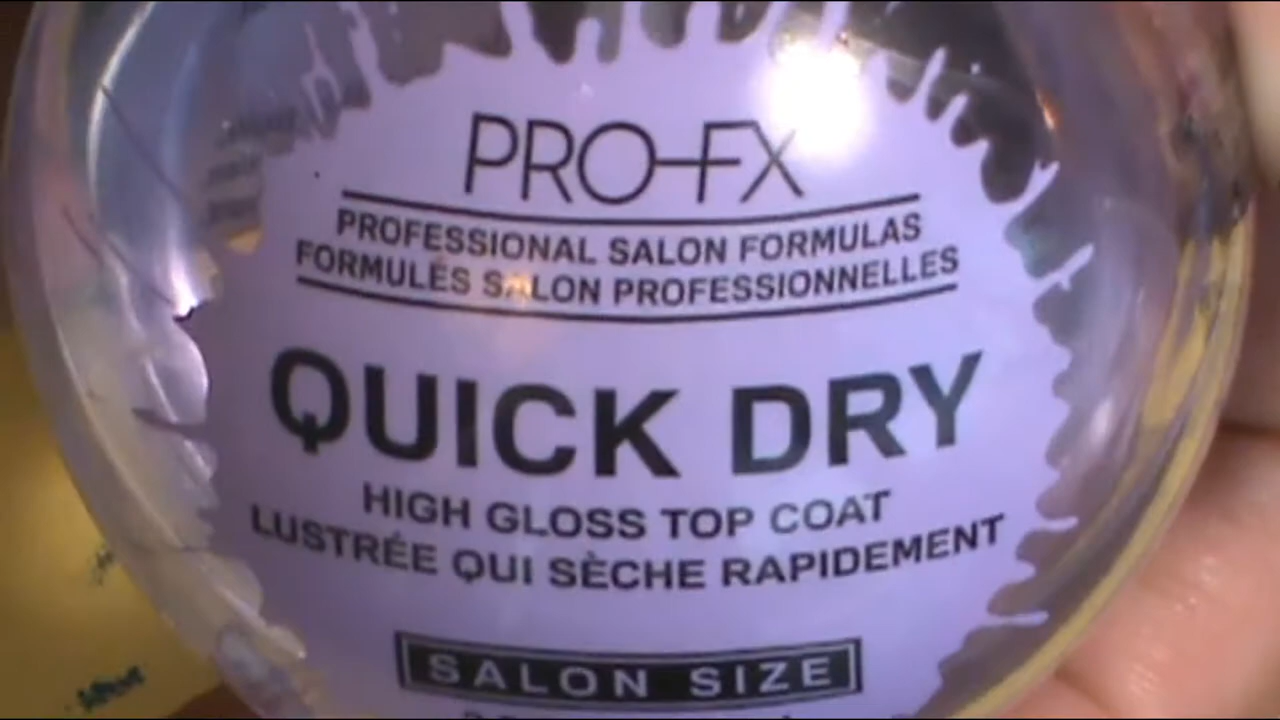 PRO-FX
PROFESSIONAL SALON FORMULAS
FORMULÉS SALON PROFESSIONNELLES
QUICK DRY
HIGH GLOSS TOP COAT
LUSTRÉE QUI SÈCHE RAPIDEMENT
SALON SIZE